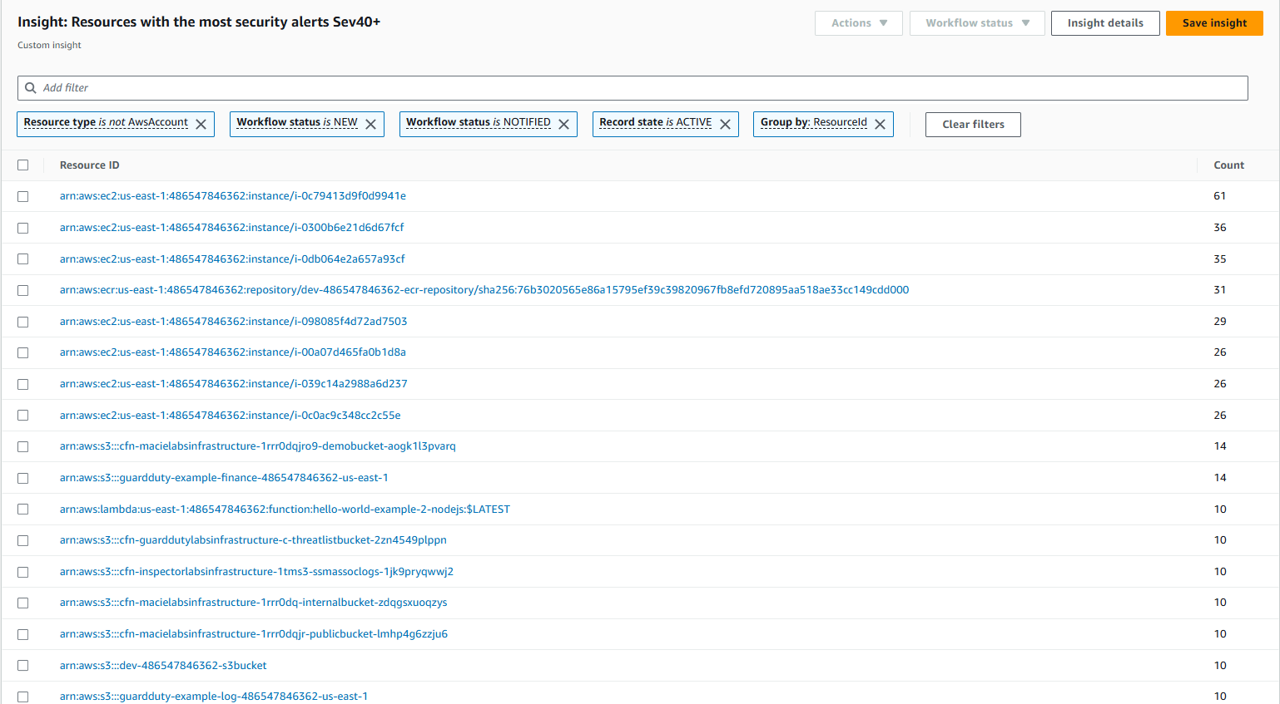 Insight: Resources with the most security alerts Sev40+
Custom insight
Actions
Workflow status
Insight details
Save insight
Add filter
Resource type is not AwsAccount
Workflow status is NEW
Workflow status is NOTIFIED
Record state is ACTIVE
Group by: ResourceId
Clear filters
Resource ID Count
arn:aws:ec2:us-east-1:486547846362:instance/i-0c79413d9f0d9941e 61
arn:aws:ec2:us-east-1:486547846362:instance/i-0300b6e21d6d67fcf 36
arn:aws:ec2:us-east-1:486547846362:instance/i-0db064e2a657a93cf 35
arn:aws:ecr:us-east-1:486547846362:repository/dev-486547846362-ecr-repository/sha256:76b3020565e86a15795ef39c39820967fb8efd720895aa518ae33cc149cdd000 31
arn:aws:ec2:us-east-1:486547846362:instance/i-098085f4d72ad7503 29
arn:aws:ec2:us-east-1:486547846362:instance/i-00a07d465fa0b1d8a 26
arn:aws:ec2:us-east-1:486547846362:instance/i-039c14a2988a6d237 26
arn:aws:ec2:us-east-1:486547846362:instance/i-0c0ac9c348cc2c55e 26
arn:aws:s3:::cfn-macielabsinfrastructure-1rrr0dqjro9-demobucket-aogk1l3pvarq 14
arn:aws:s3:::guardduty-example-finance-486547846362-us-east-1 14
arn:aws:lambda:us-east-1:486547846362:function:hello-world-example-2-nodejs:$LATEST 10
arn:aws:s3:::cfn-guarddutylabsinfrastructure-c-threatlistbucket-2zn4549plppn 10
arn:aws:s3:::cfn-inspectorlabsinfrastructure-1tms3-ssmassoclogs-1jk9pryqwwj2 10
arn:aws:s3:::cfn-macielabsinfrastructure-1rrr0dq-internalbucket-zdqgsxuoqzys 10
arn:aws:s3:::cfn-macielabsinfrastructure-1rrr0dqjr-publicbucket-lmhp4g6zzju6 10
arn:aws:s3:::dev-486547846362-s3bucket 10
arn:aws:s3:::guardduty-example-log-486547846362-us-east-1 10